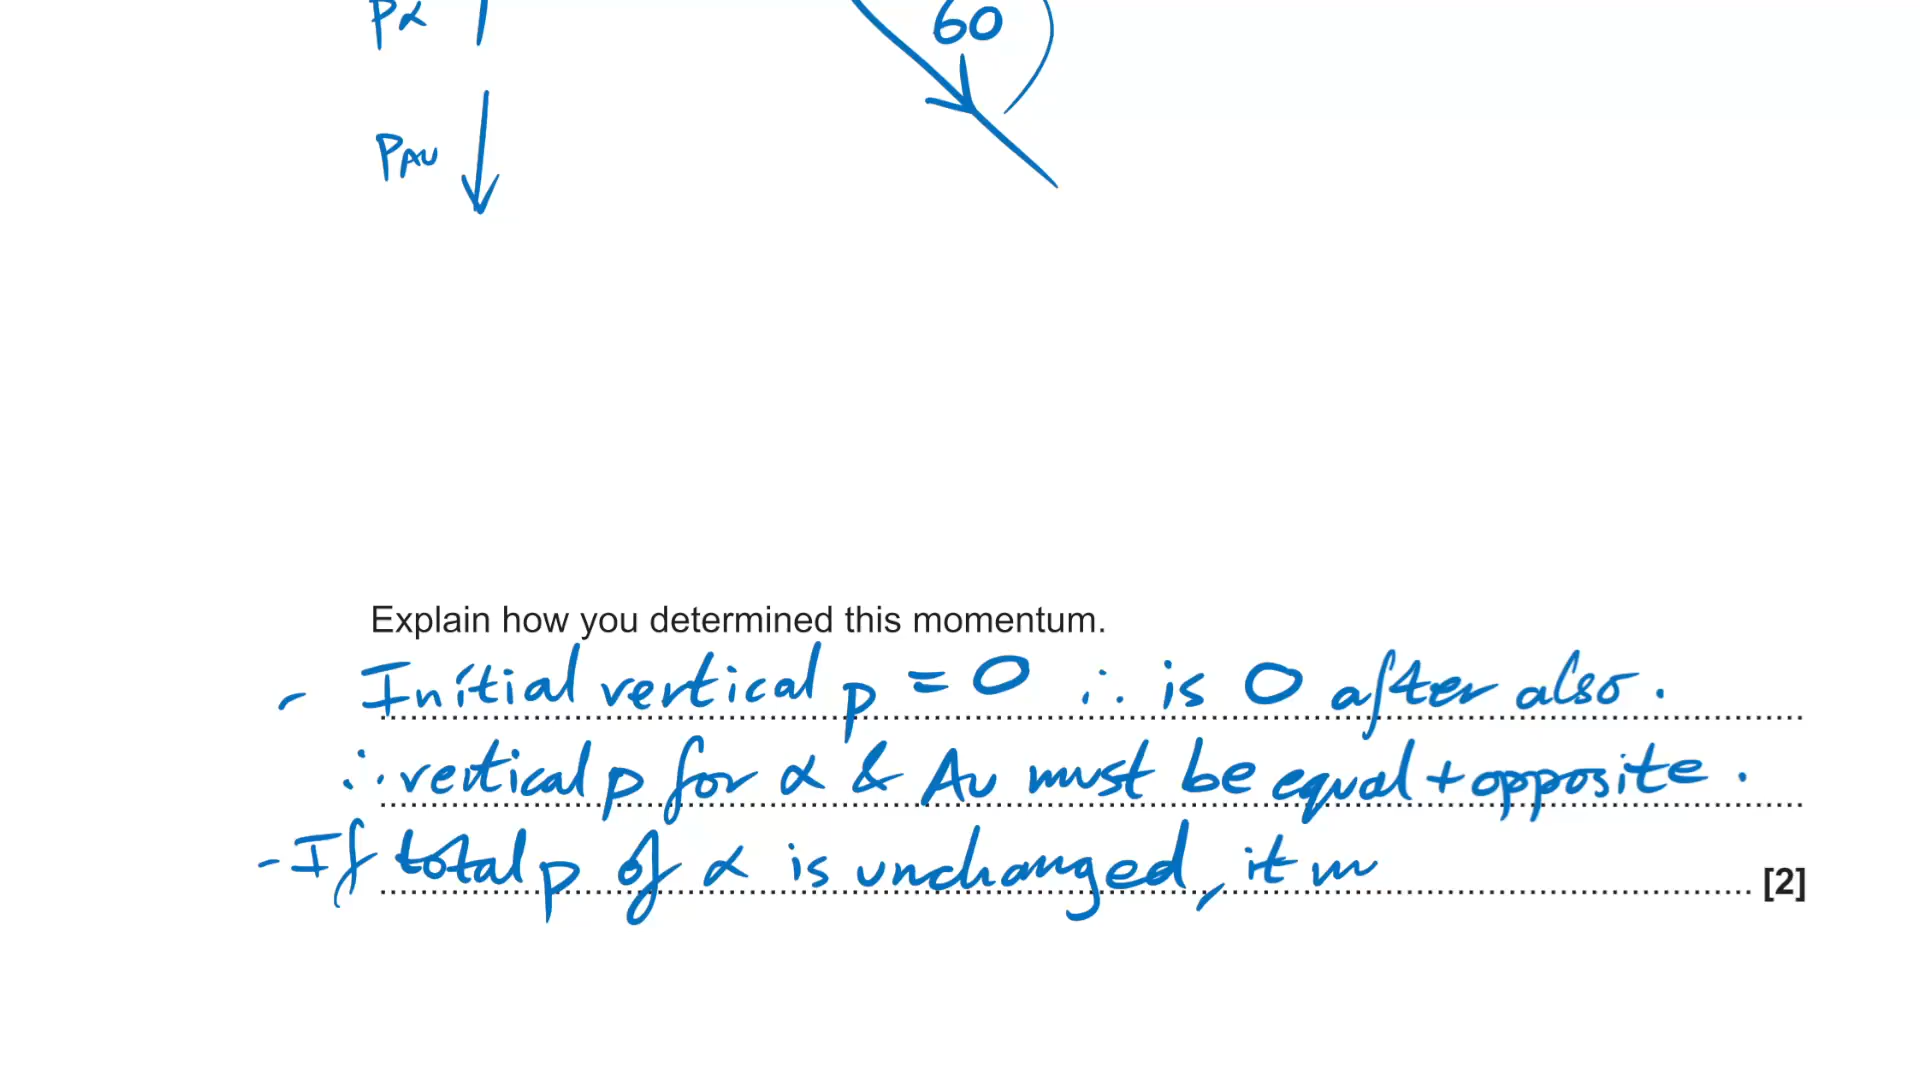 pα
60
PAu
Explain how you determined this momentum.
- Initial vertical p = 0 ∴ is 0 after also.
∴ vertical p for α & Au must be equal + opposite.
- If total p of α is unchanged, it m
[2]